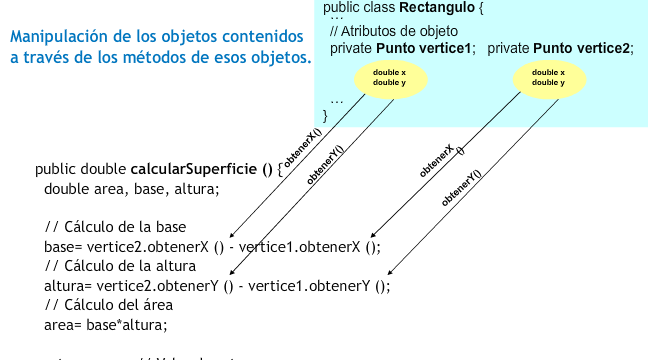 public class Rectangulo {
...
// Atributos de objeto
private Punto vertice1;   private Punto vertice2;
Manipulación de los objetos contenidos
a través de los métodos de esos objetos.
double x
double y
double x
double y
...
}
obtenerX()
obtenerY()
obtenerX
()
obtenerY()
public double calcularSuperficie () {
double area, base, altura;
// Cálculo de la base
base= vertice2.obtenerX () - vertice1.obtenerX ();
// Cálculo de la altura
altura= vertice2.obtenerY () - vertice1.obtenerY ();
// Cálculo del área
area= base*altura;